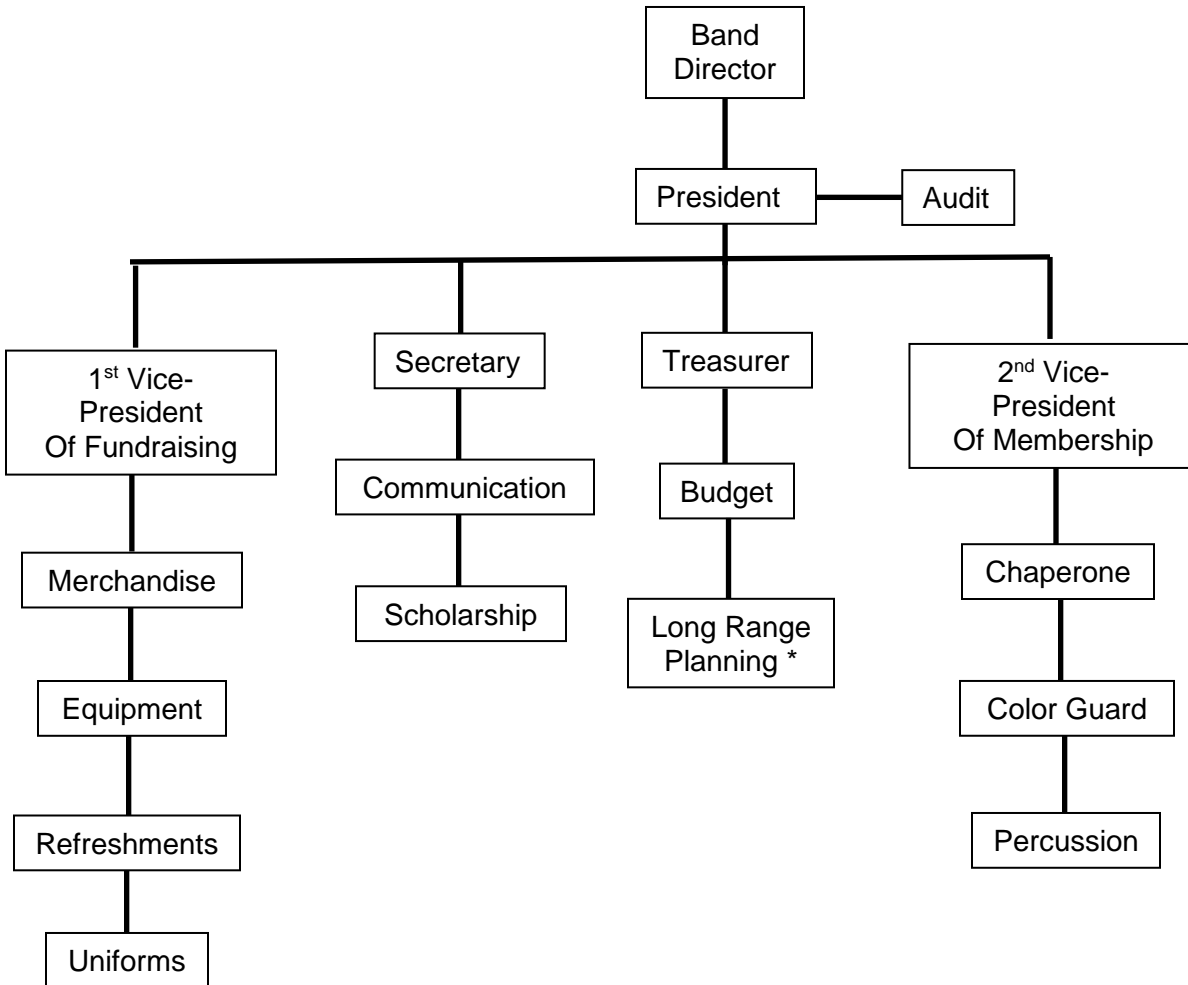 Band
Director
President
Audit
1st Vice-
President
Of Fundraising
Secretary
Treasurer
2nd Vice-
President
Of Membership
Communication
Budget
Merchandise
Chaperone
Scholarship
Long Range
Planning *
Equipment
Color Guard
Refreshments
Percussion
Uniforms